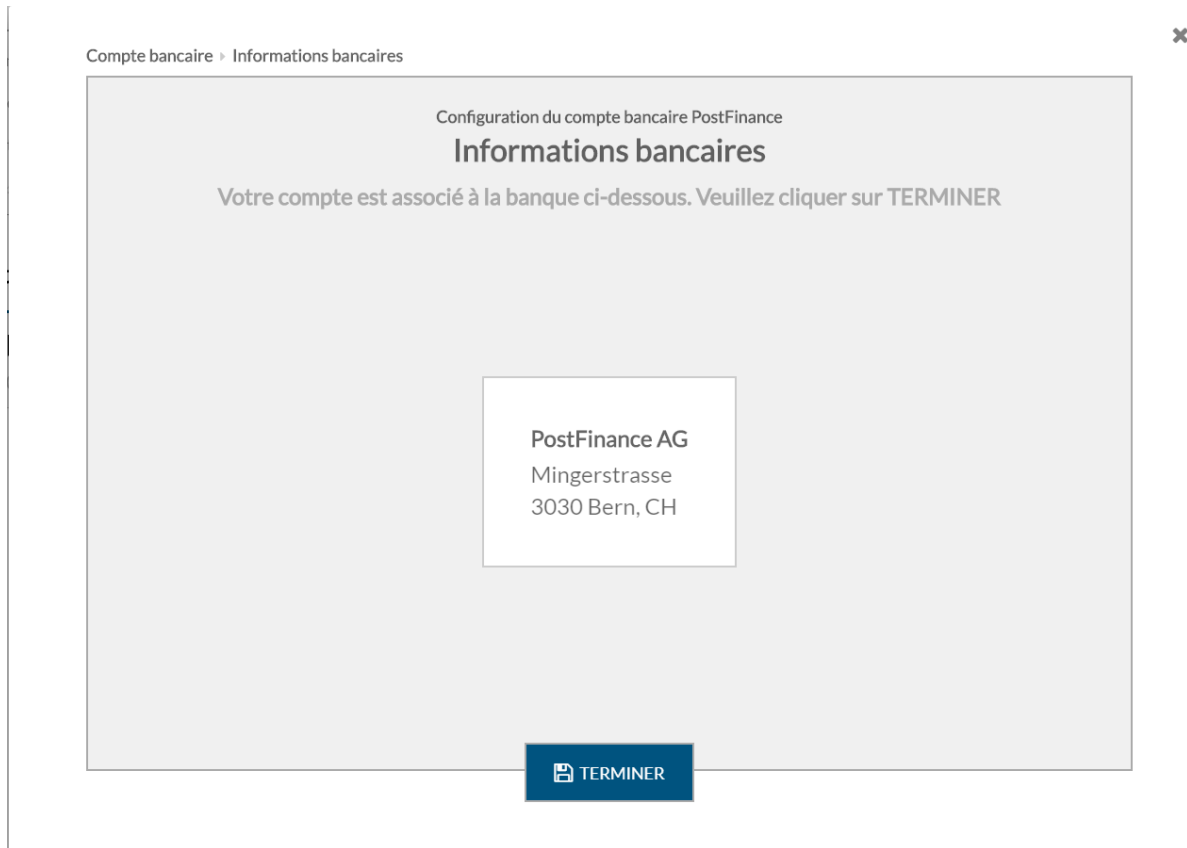 Compte bancaire Informations bancaires
Configuration du compte bancaire PostFinance
Informations bancaires
Votre compte est associé à la banque ci-dessous. Veuillez cliquer sur TERMINER
PostFinance AG
Mingerstrasse
3030 Bern, CH
TERMINER